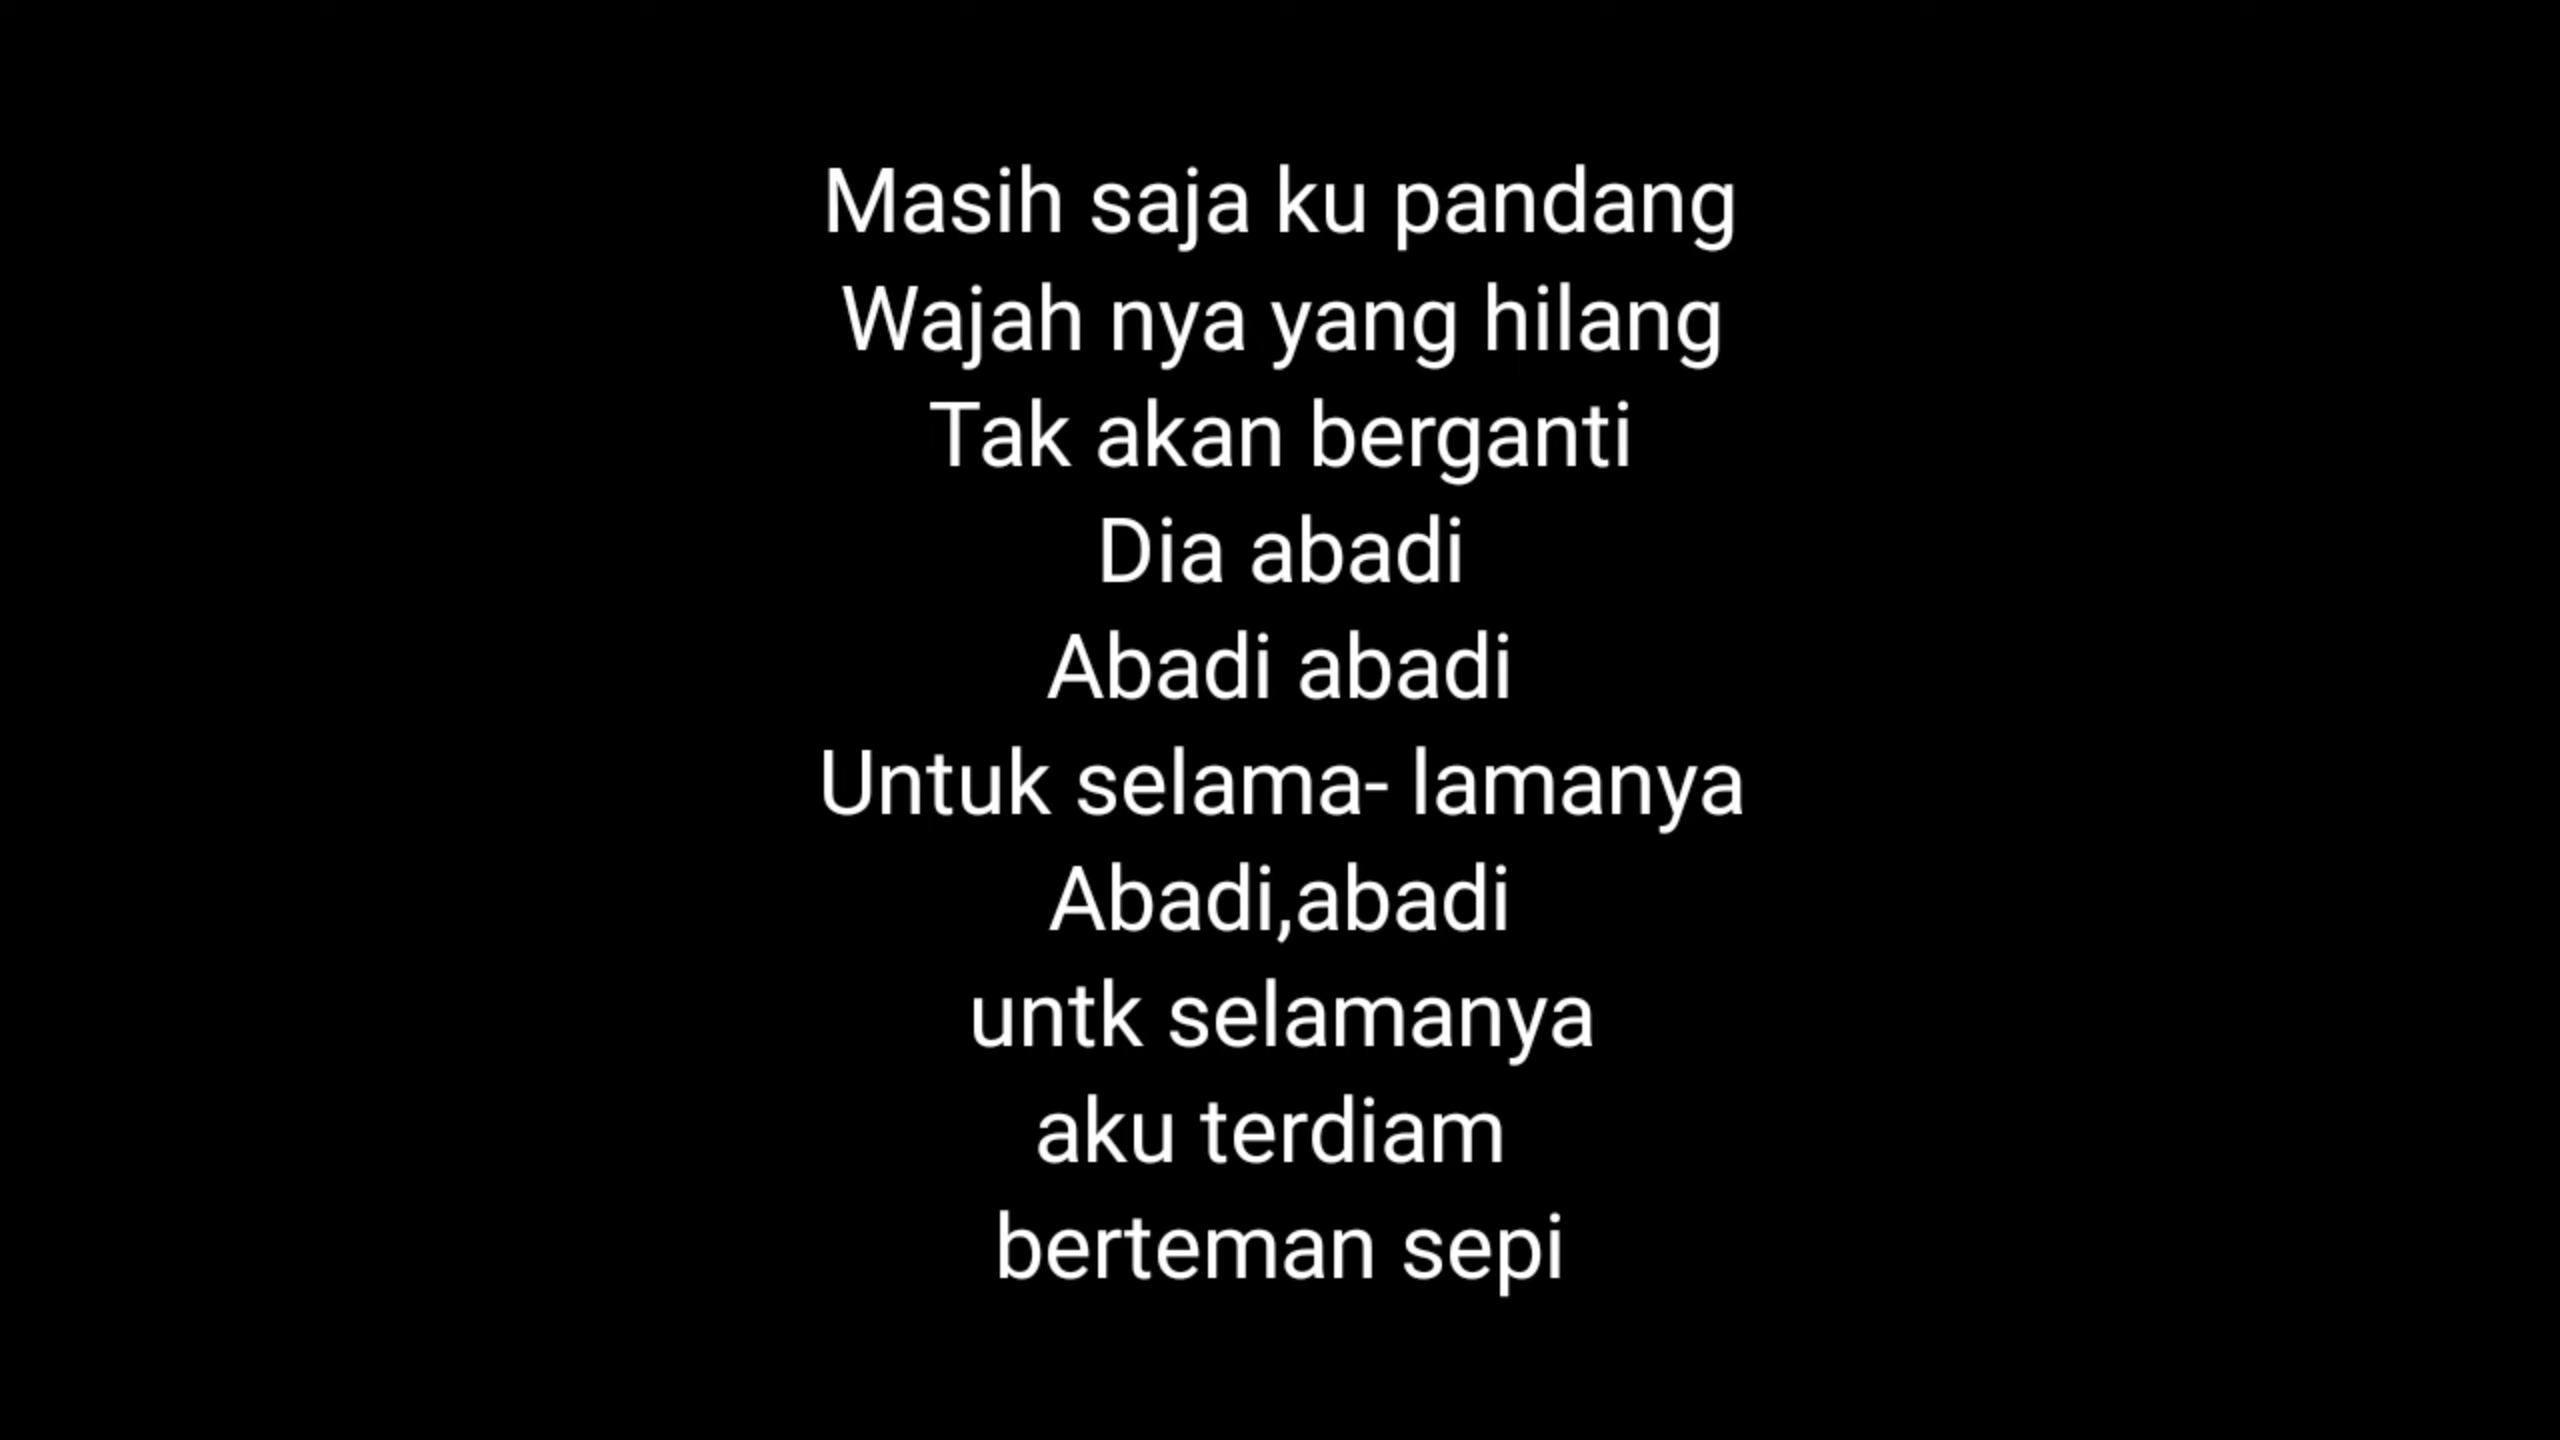 Masih saja ku pandang
Wajah nya yang hilang
Tak akan berganti
Dia abadi
Abadi abadi
Untuk selama- lamanya
Abadi,abadi
untk selamanya
aku terdiam
berteman sepi